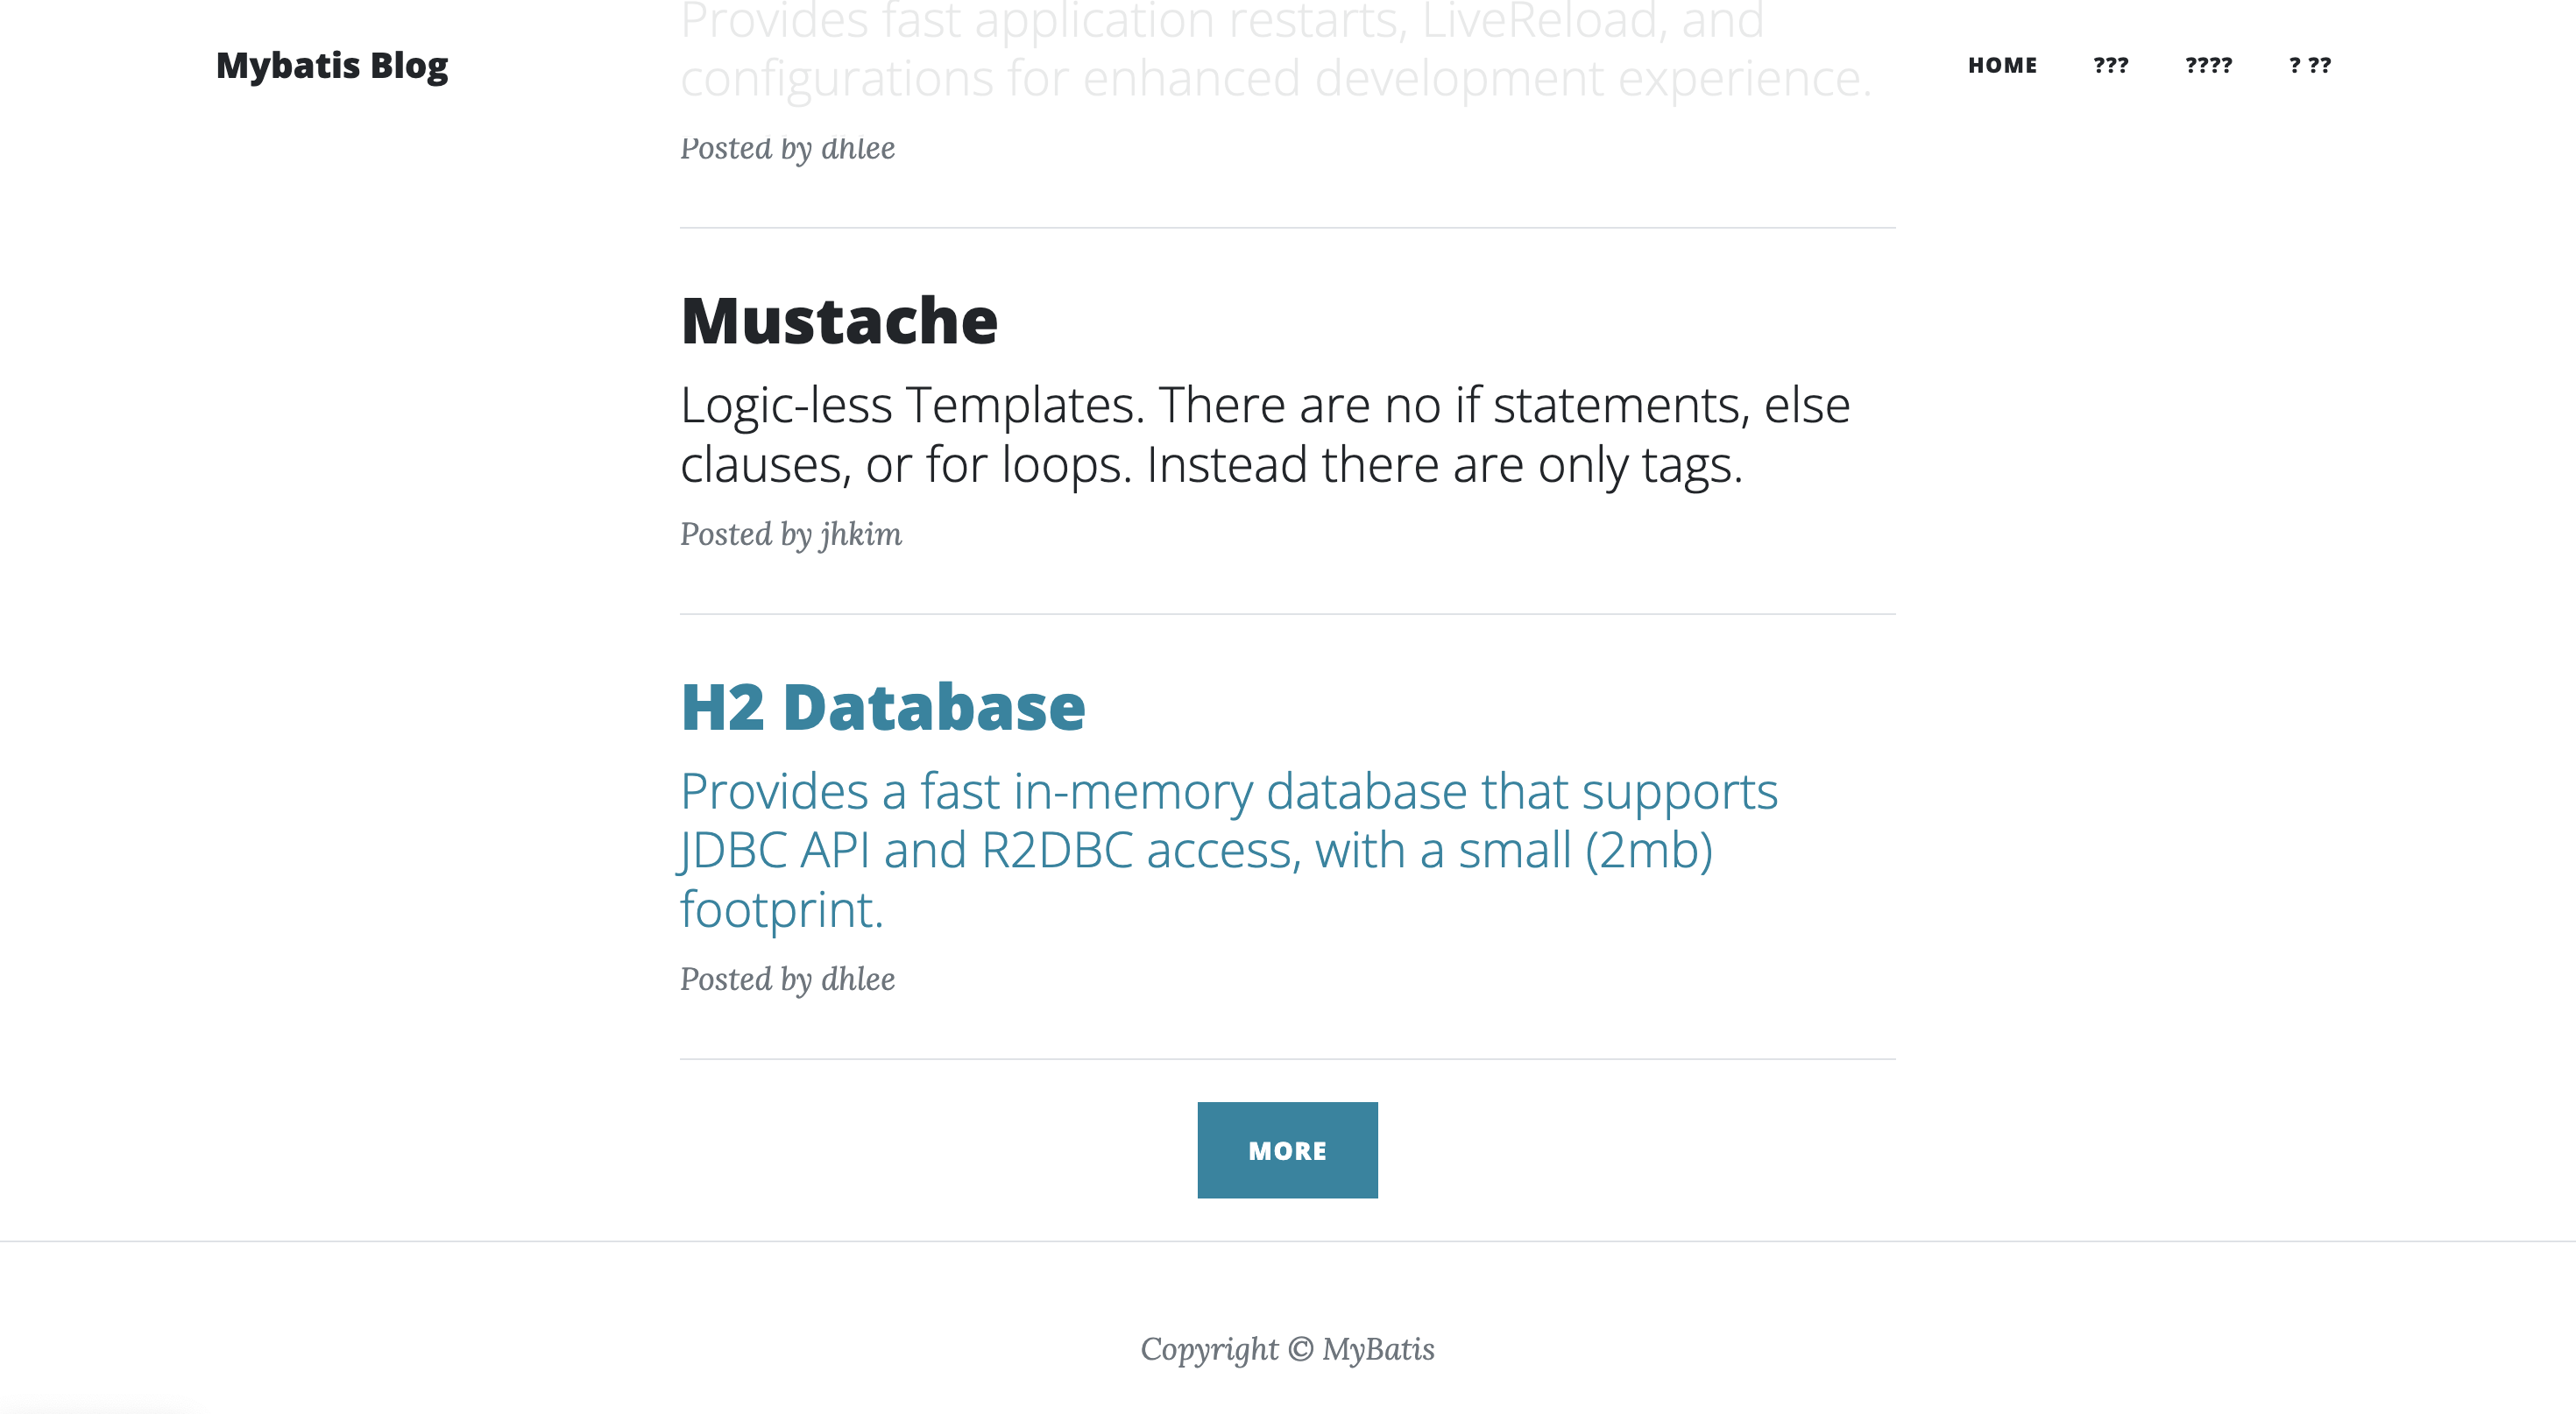 Provides fast application restarts, LiveReload, and
Mybatis Blog
HOME ??? ???? ? ??
configurations for enhanced development experience.
Posted by dhlee
Mustache
Logic-less Templates. There are no if statements, else
clauses, or for loops. Instead there are only tags.
Posted by jhkim
H2 Database
Provides a fast in-memory database that supports
JDBC API and R2DBC access, with a small (2mb)
footprint.
Posted by dhlee
MORE
Copyright © MyBatis